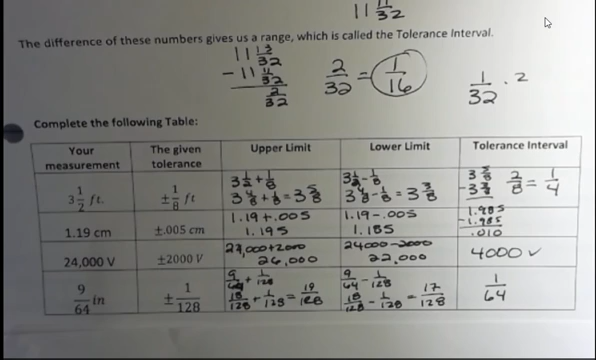 11 11/32
The difference of these numbers gives us a range, which is called the Tolerance Interval.
11 13/32
- 11 11/32
2/32
2/32 = 1/16
1/32 · 2
Complete the following Table:
Your measurement | The given tolerance | Upper Limit | Lower Limit | Tolerance Interval
3 1/2 ft. | ± 1/8 ft | 3 1/2 + 1/8 | 3 1/2 - 1/8 | 3 5/8
3 4/8 + 1/8 = 3 5/8 | 3 4/8 - 1/8 = 3 3/8 | - 3 3/8 | 2/8 = 1/4
1.19 cm | ±.005 cm | 1.19 + .005 | 1.19 - .005
1.195 | 1.185 | - 1.185
.010
24,000 V | ±2000 V | 24000 - 2000 | 4000 ✓
26,000 | 22,000
9/64 in | ± 1/128 | 9/64 + 1/128 | 9/64 - 1/128 | 1/64
18/128 + 1/128 = 19/128 | 18/128 - 1/128 = 17/128